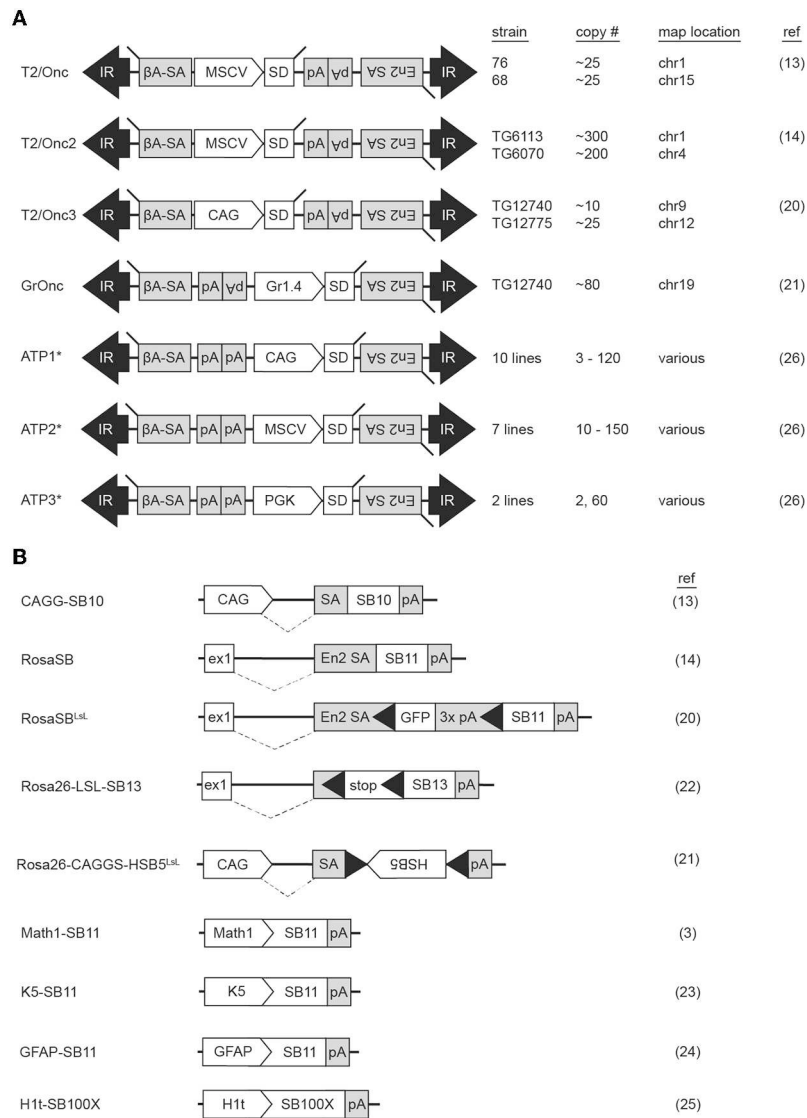 A
strain copy # map location ref
T2/Onc IR βA-SA MSCV SD pA pA En2 SA IR 76 ~25 chr1 (13)
68 ~25 chr15
T2/Onc2 IR βA-SA MSCV SD pA pA En2 SA IR TG6113 ~300 chr1 (14)
TG6070 ~200 chr4
T2/Onc3 IR βA-SA CAG SD pA pA En2 SA IR TG12740 ~10 chr9 (20)
TG12775 ~25 chr12
GrOnc IR βA-SA pA pA Gr1.4 SD En2 SA IR TG12740 ~80 chr19 (21)
ATP1* IR βA-SA pA pA CAG SD En2 SA IR 10 lines 3 - 120 various (26)
ATP2* IR βA-SA pA pA MSCV SD En2 SA IR 7 lines 10 - 150 various (26)
ATP3* IR βA-SA pA pA PGK SD En2 SA IR 2 lines 2, 60 various (26)
B
ref
CAGG-SB10 CAG SA SB10 pA (13)
RosaSB ex1 En2 SA SB11 pA (14)
RosaSBLsL ex1 En2 SA GFP 3x pA SB11 pA (20)
Rosa26-LSL-SB13 ex1 stop SB13 pA (22)
Rosa26-CAGGS-HSB5LsL CAG SA HSB5 pA (21)
Math1-SB11 Math1 SB11 pA (3)
K5-SB11 K5 SB11 pA (23)
GFAP-SB11 GFAP SB11 pA (24)
H1t-SB100X H1t SB100X pA (25)